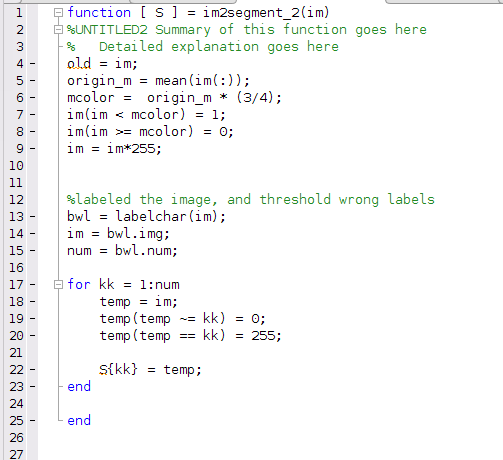 1 function [ S ] = im2segment_2(im)
2 %UNTITLED2 Summary of this function goes here
3 %   Detailed explanation goes here
4 - old = im;
5 - origin_m = mean(im(:));
6 - mcolor =  origin_m * (3/4);
7 - im(im < mcolor) = 1;
8 - im(im >= mcolor) = 0;
9 - im = im*255;
10
11
12 %labeled the image, and threshold wrong labels
13 - bwl = labelchar(im);
14 - im = bwl.img;
15 - num = bwl.num;
16
17 - for kk = 1:num
18 -     temp = im;
19 -     temp(temp ~= kk) = 0;
20 -     temp(temp == kk) = 255;
21
22 -     S{kk} = temp;
23 - end
24
25 - end
26
27